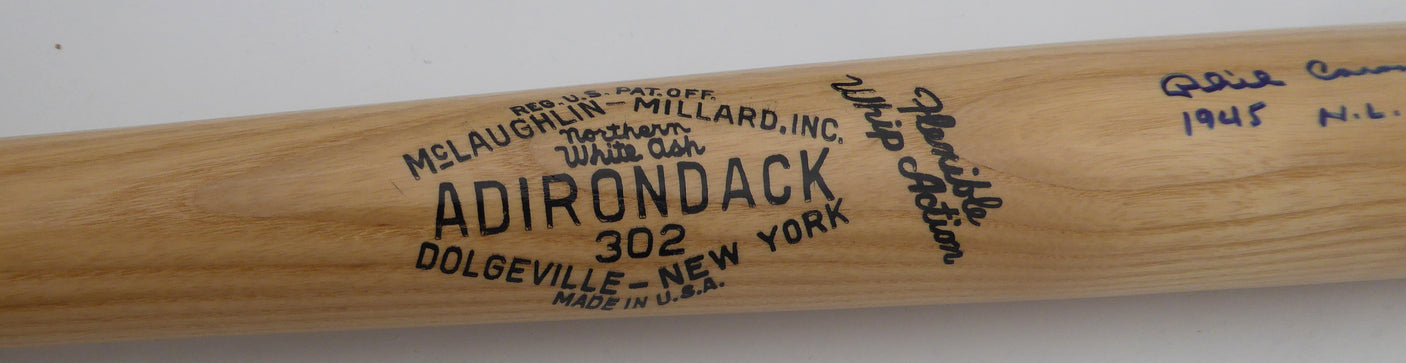 REG. U.S. PAT. OFF.
McLAUGHLIN - MILLARD, INC.
Northern
White Ash
ADIRONDACK
302
DOLGEVILLE - NEW YORK
MADE IN U.S.A.
Flexible
Whip Action
1945 N.L.